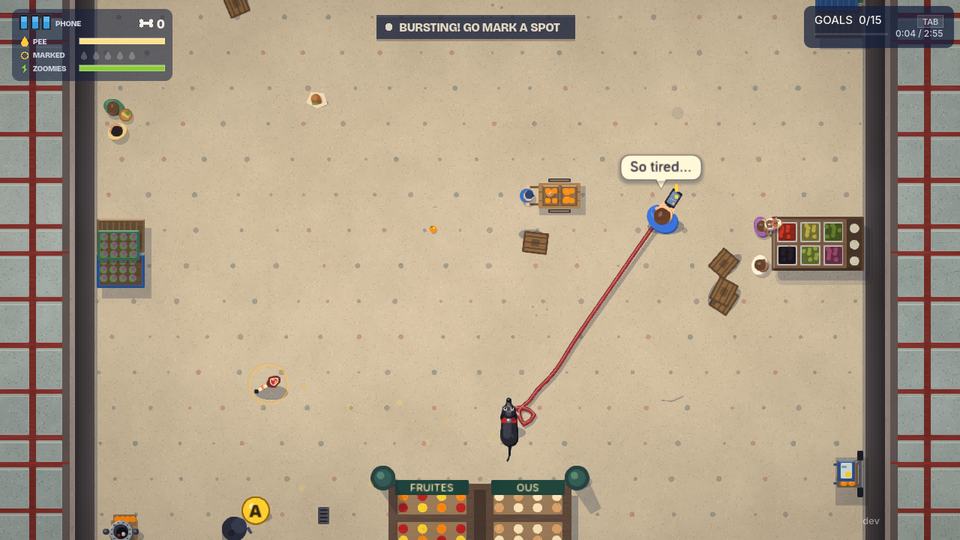 PHONE
0
PEE
MARKED
ZOOMIES
BURSTING! GO MARK A SPOT
GOALS 0/15
TAB
0:04 / 2:55
So tired...
FRUITES
OUS
A
dev